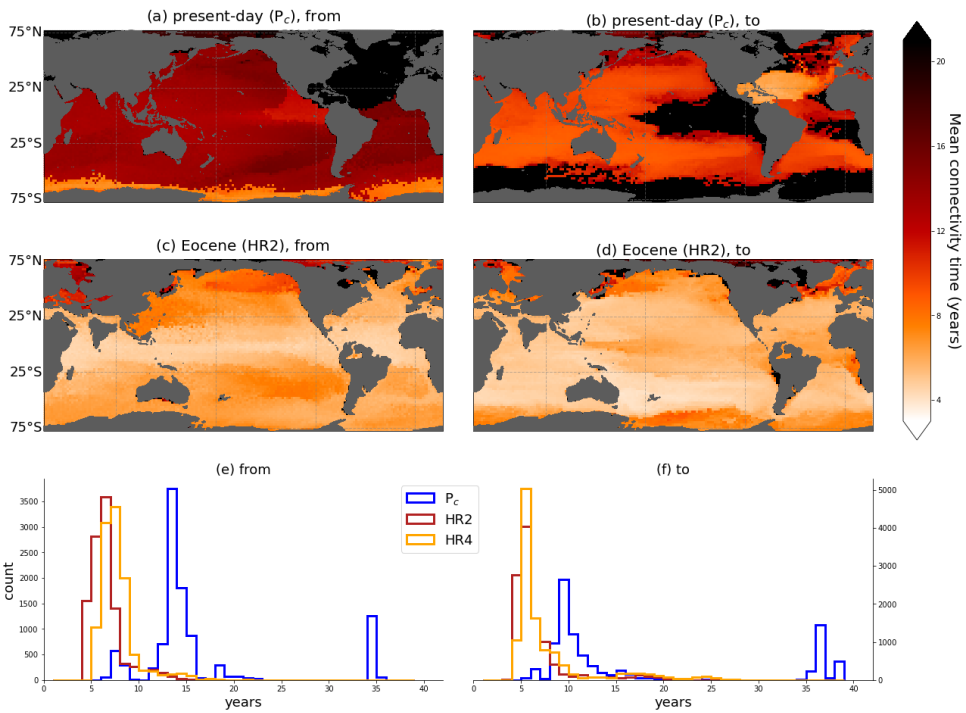 (a) present-day (Pc), from
(b) present-day (Pc), to
75°N
25°N
25°S
75°S
20
16
12
8
4
Mean connectivity time (years)
(c) Eocene (HR2), from
(d) Eocene (HR2), to
75°N
25°N
25°S
75°S
(e) from
(f) to
Pc
HR2
HR4
count
3500
3000
2500
2000
1500
1000
500
0
5000
4000
3000
2000
1000
0
0 5 10 15 20 25 30 35 40
0 5 10 15 20 25 30 35 40
years
years